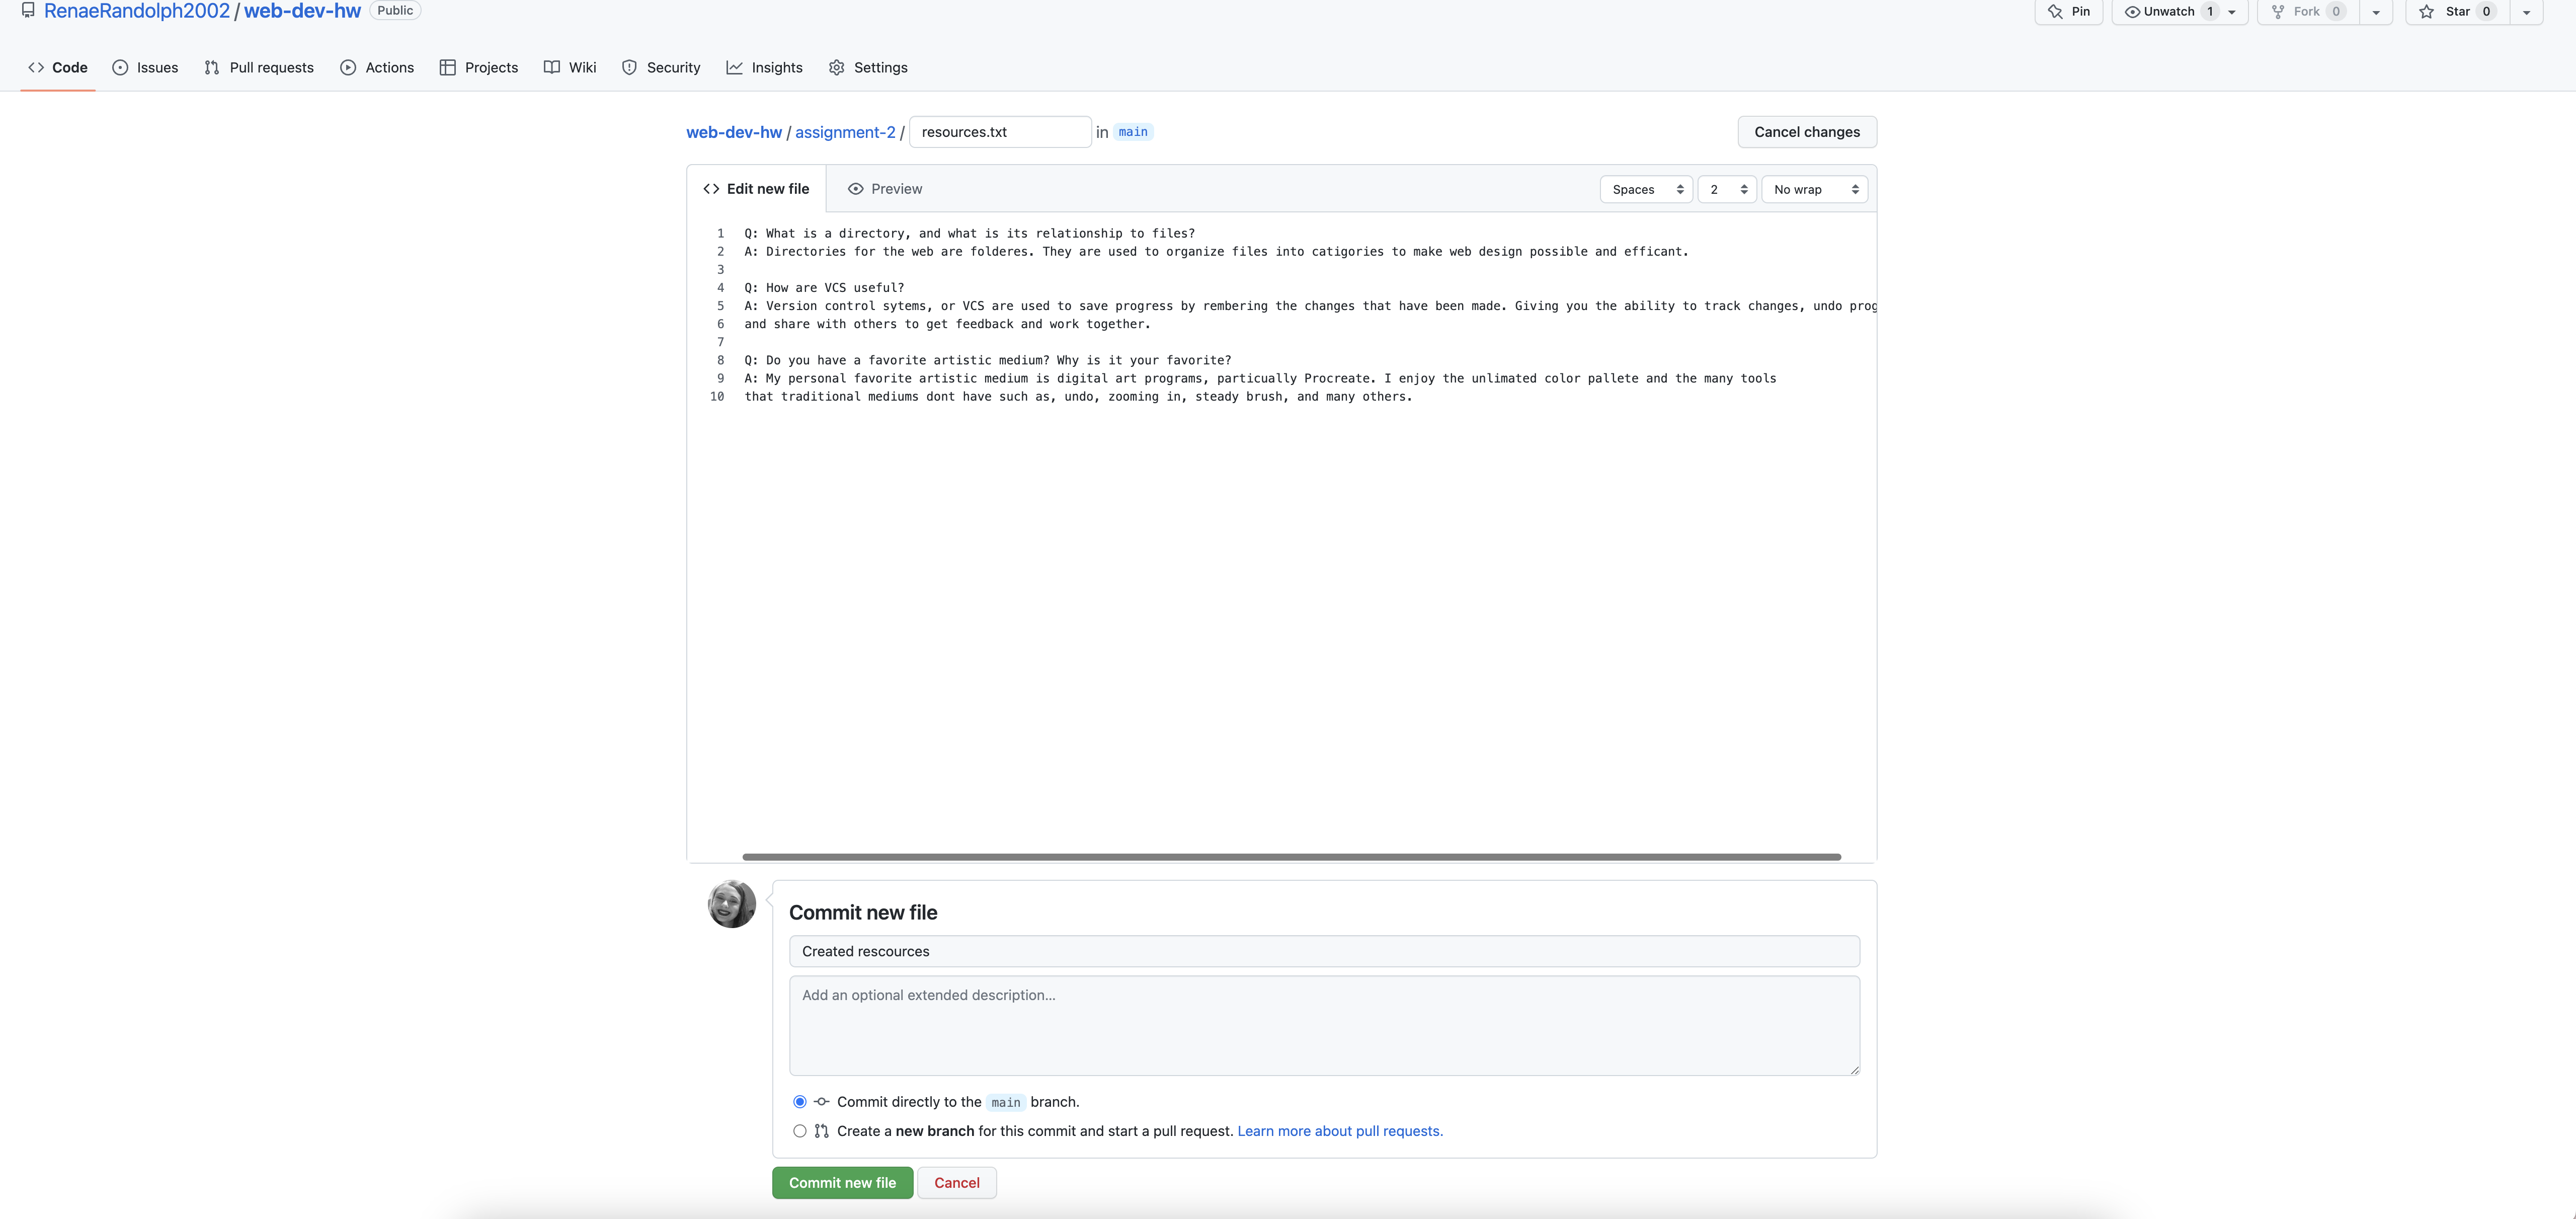 RenaeRandolph2002 / web-dev-hw Public
Pin Unwatch 1 Fork 0 Star 0
Code Issues Pull requests Actions Projects Wiki Security Insights Settings
web-dev-hw / assignment-2 / resources.txt in main Cancel changes
Edit new file Preview Spaces 2 No wrap
1 Q: What is a directory, and what is its relationship to files?
2 A: Directories for the web are folderes. They are used to organize files into catigories to make web design possible and efficant.
3
4 Q: How are VCS useful?
5 A: Version control sytems, or VCS are used to save progress by rembering the changes that have been made. Giving you the ability to track changes, undo prog
6 and share with others to get feedback and work together.
7
8 Q: Do you have a favorite artistic medium? Why is it your favorite?
9 A: My personal favorite artistic medium is digital art programs, particually Procreate. I enjoy the unlimated color pallete and the many tools
10 that traditional mediums dont have such as, undo, zooming in, steady brush, and many others.
Commit new file
Created rescources
Add an optional extended description...
Commit directly to the main branch.
Create a new branch for this commit and start a pull request. Learn more about pull requests.
Commit new file Cancel